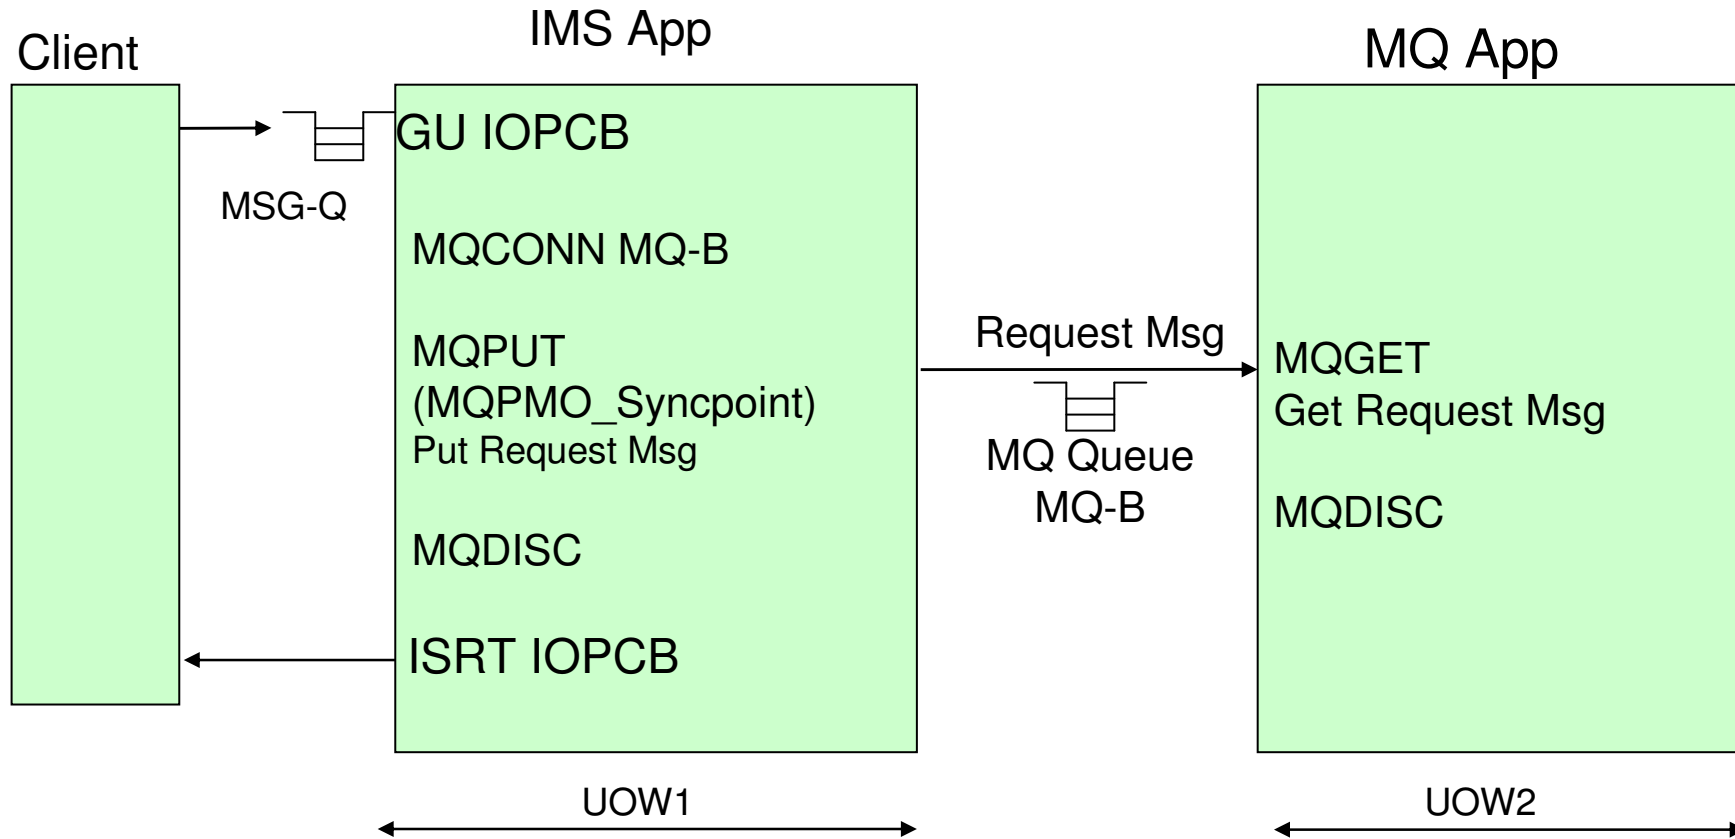 Client
IMS App
MQ App
GU IOPCB
MSG-Q
MQCONN MQ-B
MQPUT
(MQPMO_Syncpoint)
Put Request Msg
MQDISC
ISRT IOPCB
Request Msg
MQ Queue
MQ-B
MQGET
Get Request Msg
MQDISC
UOW1
UOW2